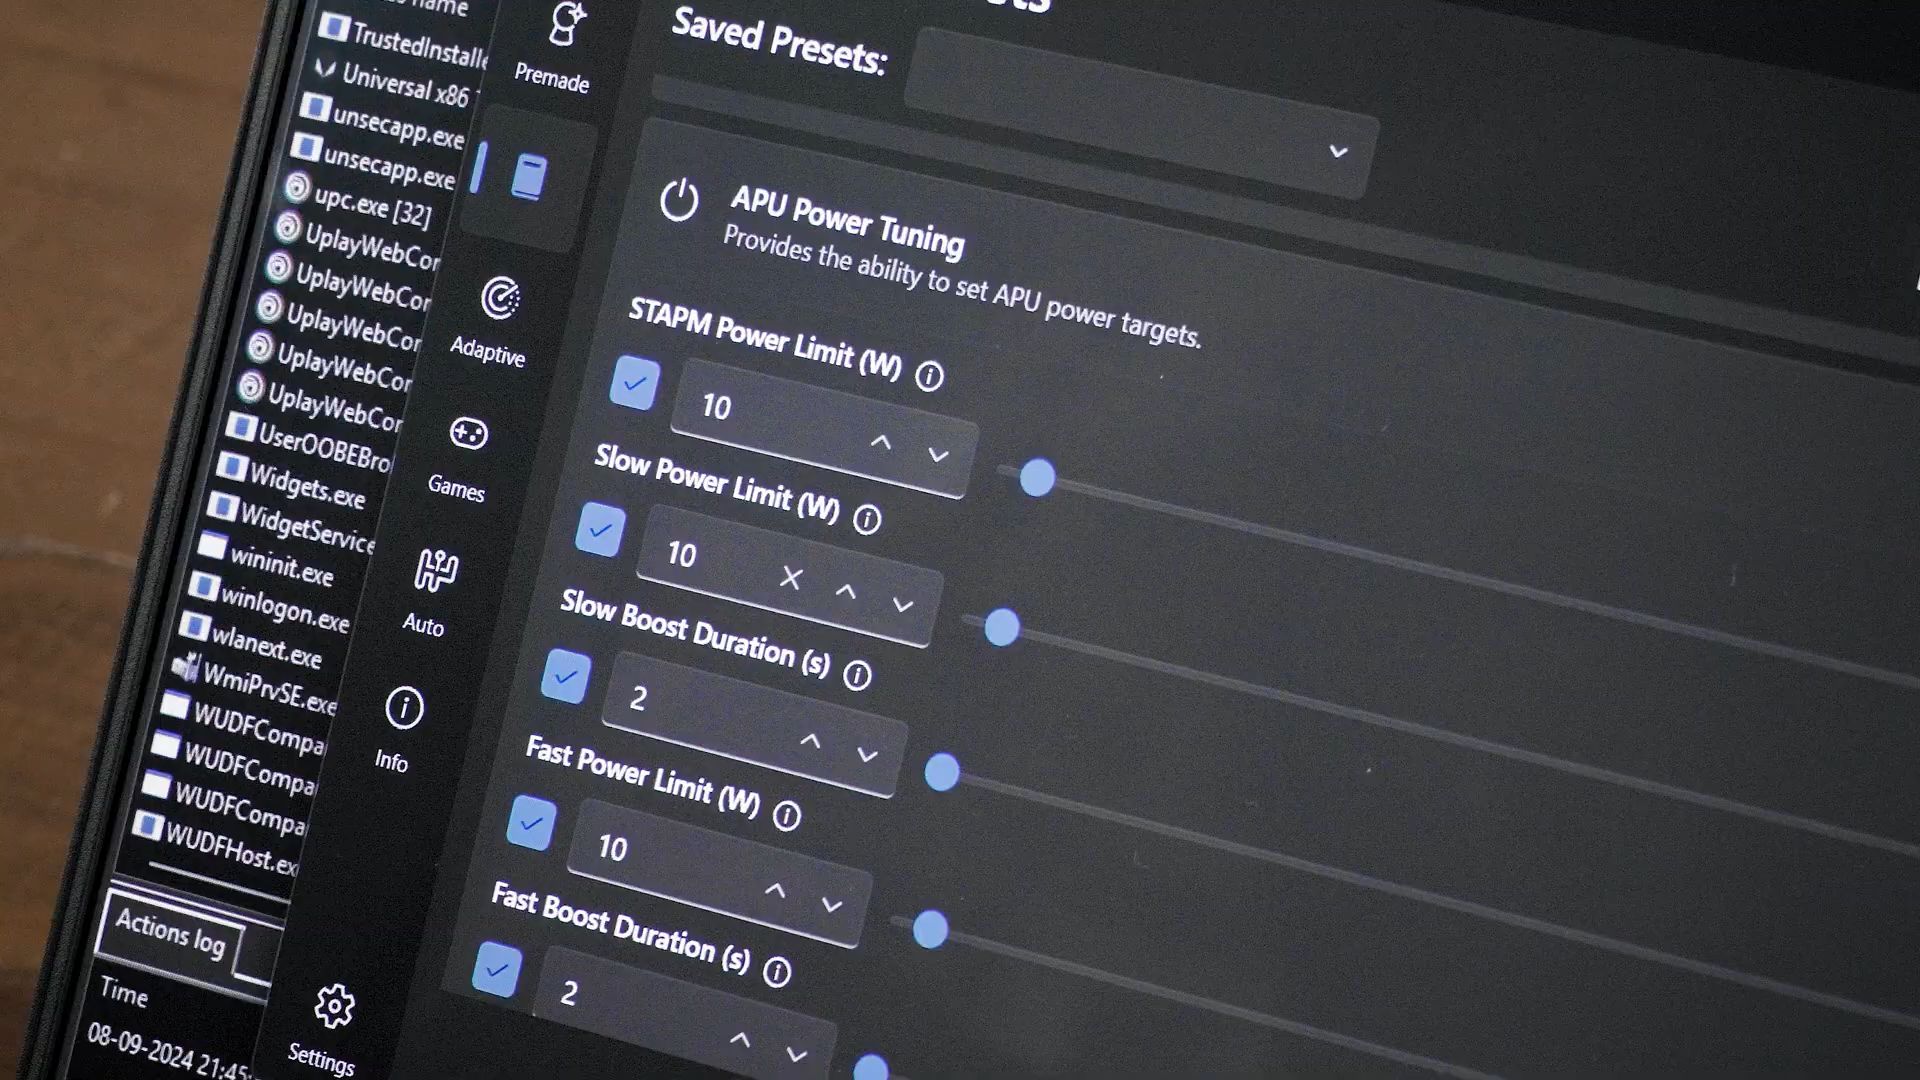 name
TrustedInstalle
Universal x86
unsecapp.exe
unsecapp.exe
upc.exe [32]
UplayWebCor
UplayWebCor
UplayWebCor
UplayWebCor
UplayWebCor
UserOOBEBro
Widgets.exe
WidgetService
wininit.exe
winlogon.exe
wlanext.exe
WmiPrvSE.exe
WUDFCompa
WUDFCompa
WUDFCompa
WUDFHost.ex
Actions log
Time
08-09-2024 21:45:
Premade
Adaptive
Games
Auto
Info
Settings
Saved Presets:
APU Power Tuning
Provides the ability to set APU power targets.
STAPM Power Limit (W)
10
Slow Power Limit (W)
10
Slow Boost Duration (s)
2
Fast Power Limit (W)
10
Fast Boost Duration (s)
2